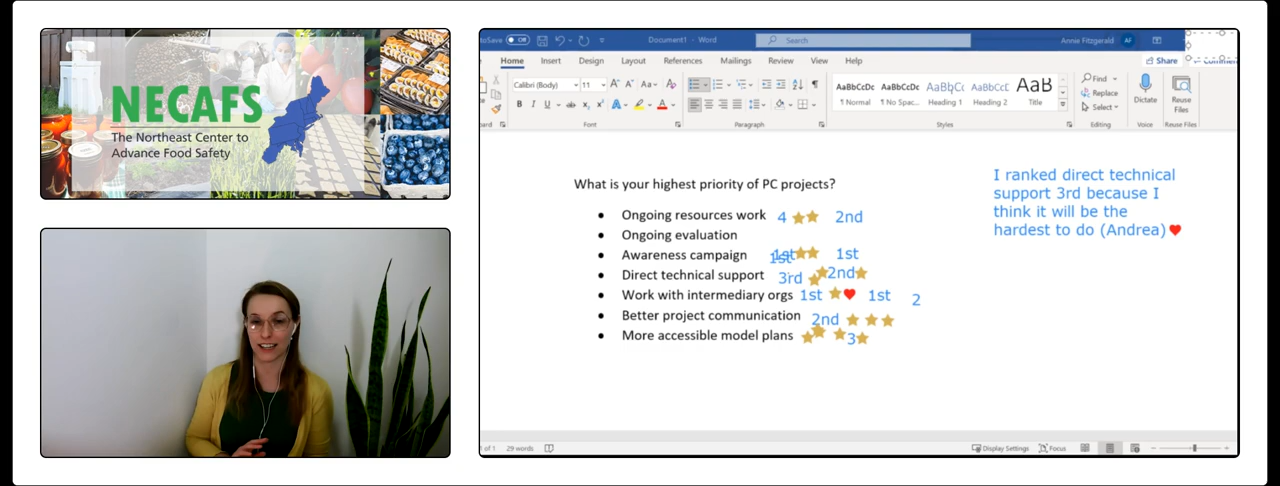 NECAFS
The Northeast Center to
Advance Food Safety
Document1 - Word
Search
Annie Fitzgerald
AF
Home
Insert
Design
Layout
References
Mailings
Review
View
Help
Share
Calibri (Body)
11
Font
Paragraph
AaBbCcDc
AaBbCcDc
AaBbCc
AaBbCcC
AaB
Normal
No Spac...
Heading 1
Heading 2
Title
Styles
Find
Replace
Select
Editing
Dictate
Voice
Reuse
Files
Reuse Files
What is your highest priority of PC projects?
Ongoing resources work 4 2nd
Ongoing evaluation
Awareness campaign 1st 1st
1st
Direct technical support 3rd 2nd
Work with intermediary orgs 1st 1st 2
Better project communication 2nd
More accessible model plans 3
I ranked direct technical
support 3rd because I
think it will be the
hardest to do (Andrea)
29 words
Display Settings
Focus